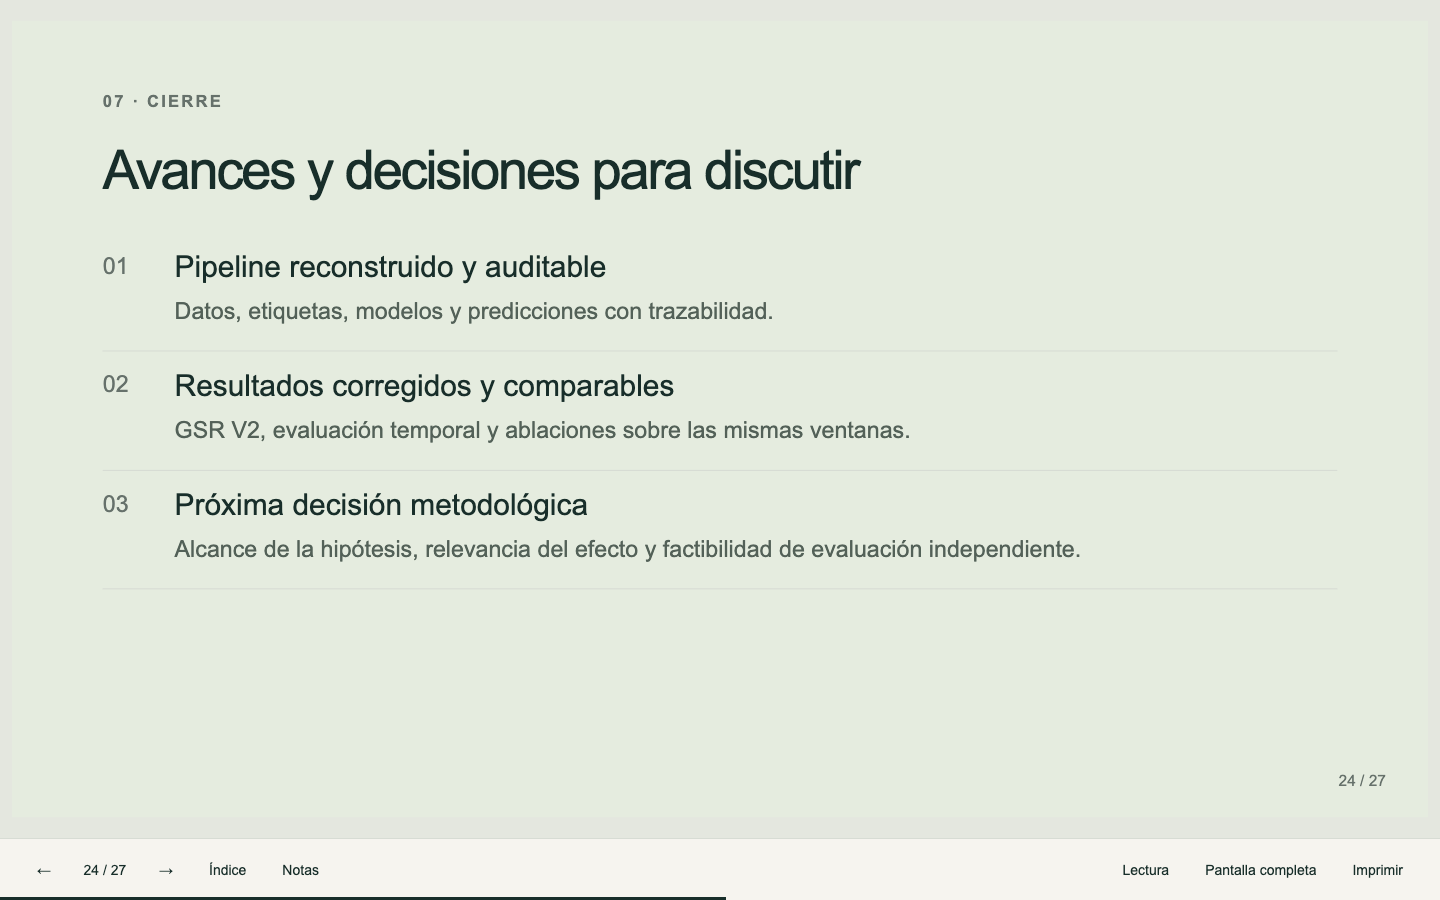 07 · CIERRE
Avances y decisiones para discutir
01
Pipeline reconstruido y auditable
Datos, etiquetas, modelos y predicciones con trazabilidad.
02
Resultados corregidos y comparables
GSR V2, evaluación temporal y ablaciones sobre las mismas ventanas.
03
Próxima decisión metodológica
Alcance de la hipótesis, relevancia del efecto y factibilidad de evaluación independiente.
24 / 27
← 24 / 27 → Índice Notas Lectura Pantalla completa Imprimir